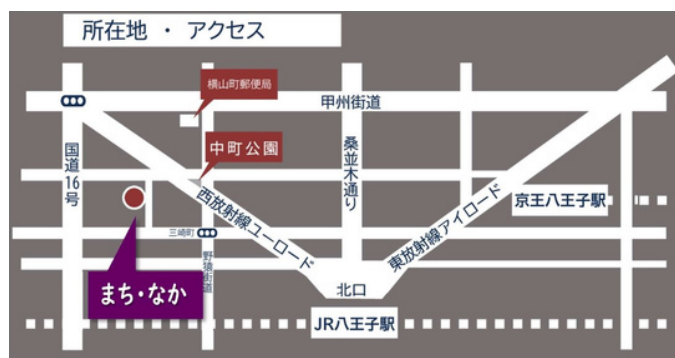 所在地 ・ アクセス
横山町郵便局
甲州街道
中町公園
国道16号
桑並木通り
西放射線ユーロード
東放射線アイロード
京王八王子駅
三崎町
野猿街道
まち・なか
北口
JR八王子駅